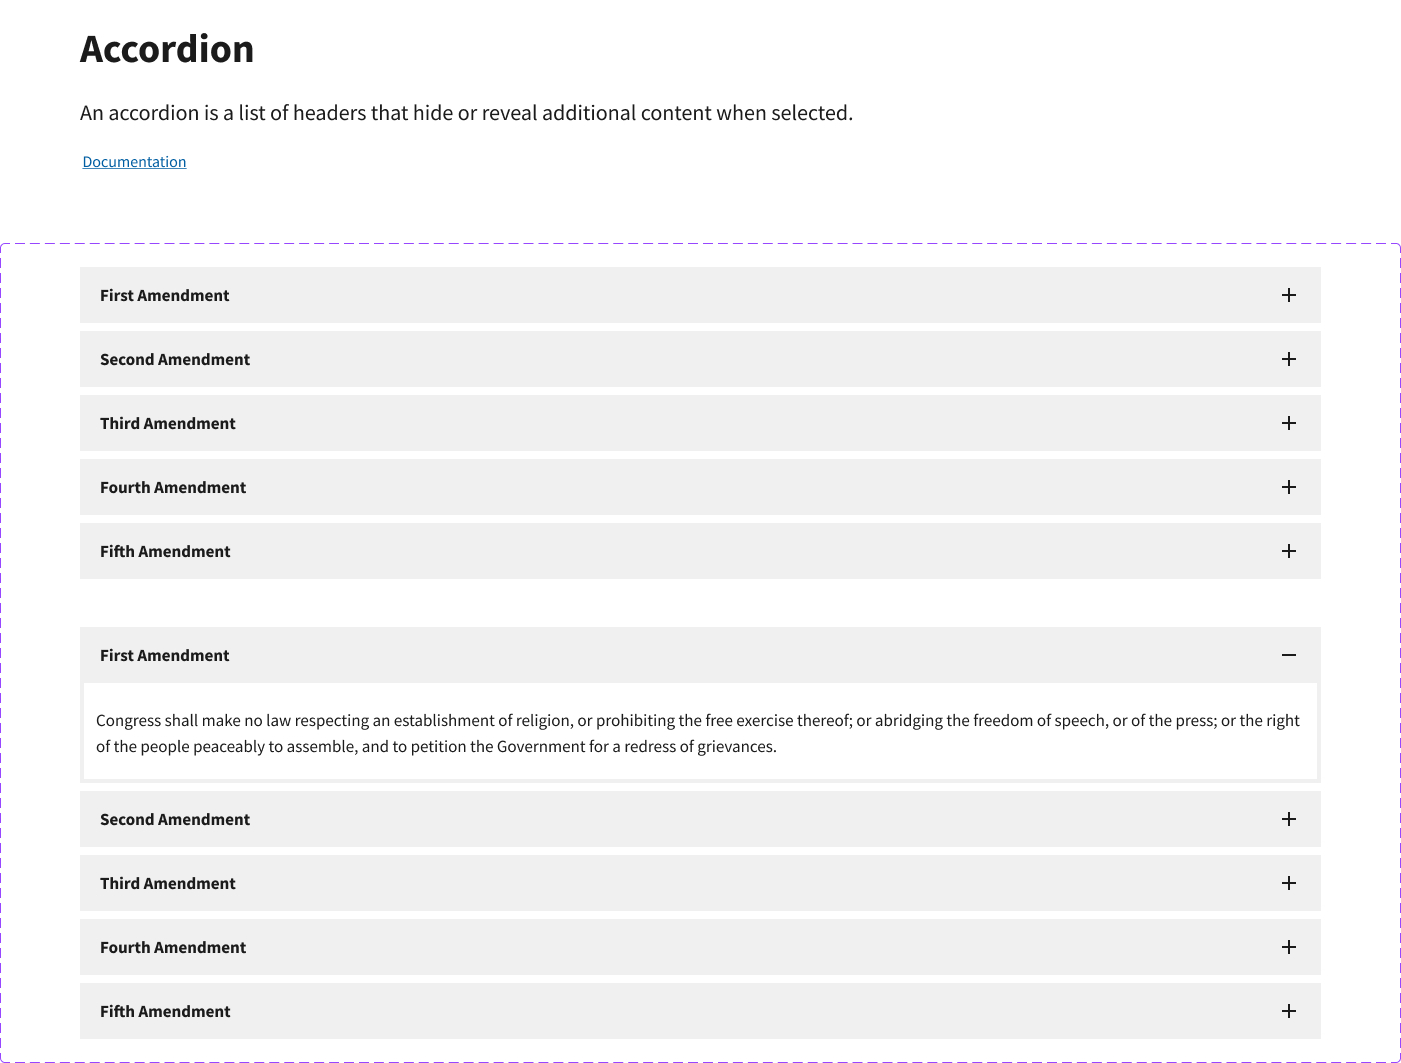 Accordion
An accordion is a list of headers that hide or reveal additional content when selected.
Documentation
First Amendment
Second Amendment
Third Amendment
Fourth Amendment
Fifth Amendment
First Amendment
Congress shall make no law respecting an establishment of religion, or prohibiting the free exercise thereof; or abridging the freedom of speech, or of the press; or the right
of the people peaceably to assemble, and to petition the Government for a redress of grievances.
Second Amendment
Third Amendment
Fourth Amendment
Fifth Amendment